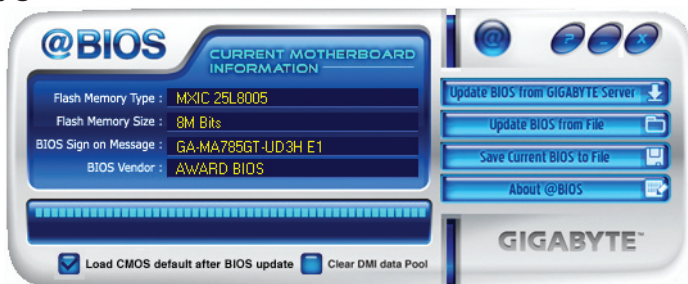 @BIOS
CURRENT MOTHERBOARD
INFORMATION
Flash Memory Type : MXIC 25L8005
Flash Memory Size : 8M Bits
BIOS Sign on Message : GA-MA785GT-UD3H E1
BIOS Vendor : AWARD BIOS
Load CMOS default after BIOS update
Clear DMI data Pool
@ ? _ X
Update BIOS from GIGABYTE Server
Update BIOS from File
Save Current BIOS to File
About @BIOS
GIGABYTE™